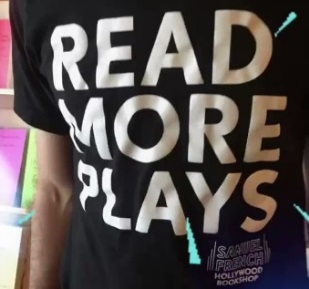 READ
MORE
PLAYS
SAMUEL
FRENCH
HOLLYWOOD
BOOKSHOP